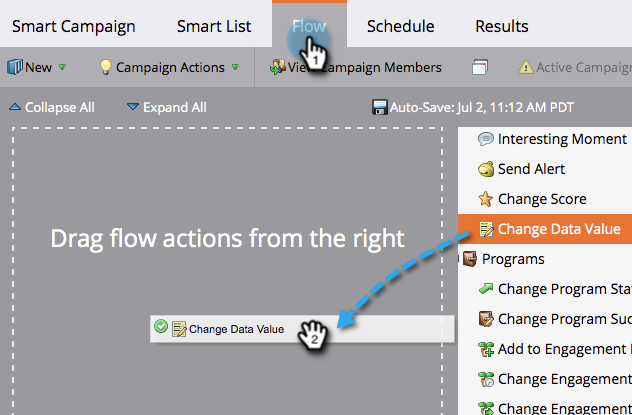 Smart Campaign Smart List Flow Schedule Results
1
New Campaign Actions View Campaign Members Active Campaign
Collapse All Expand All Auto-Save: Jul 2, 11:12 AM PDT
Interesting Moment
Send Alert
Change Score
Change Data Value
Drag flow actions from the right
Programs
Change Program Stat
Change Program Suc
Change Data Value
2
Add to Engagement
Change Engagement
Change Engagement